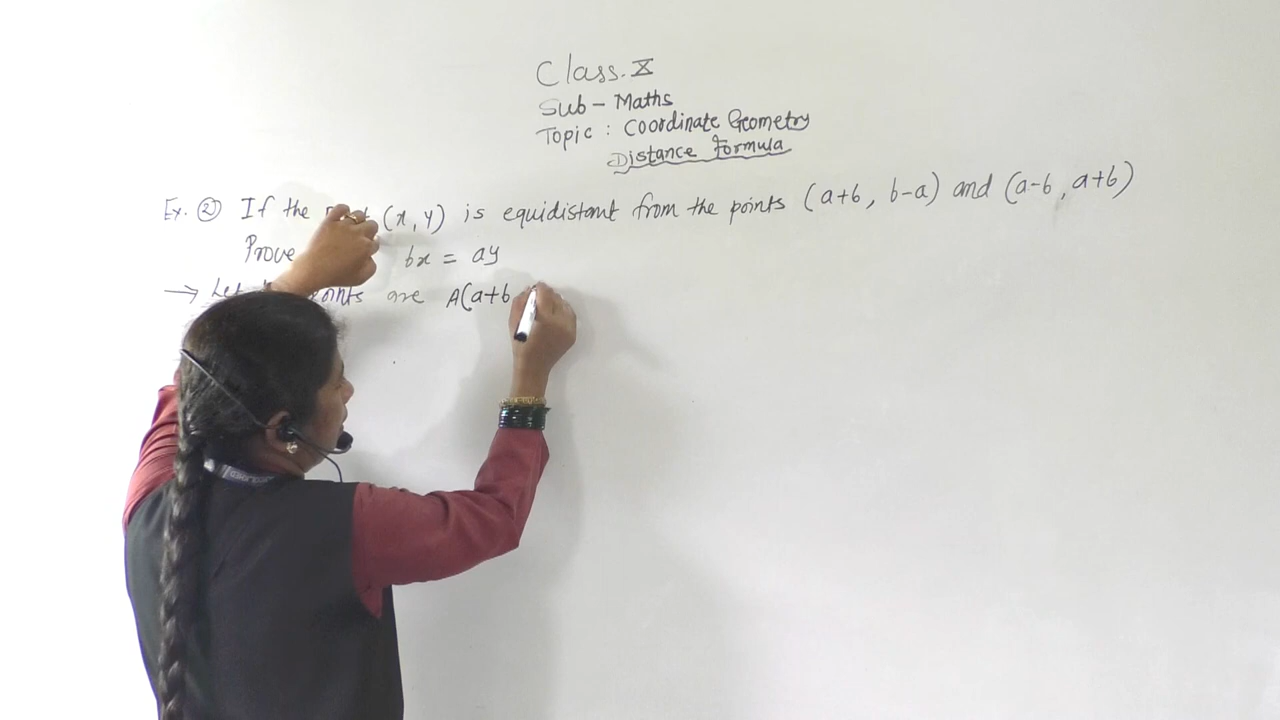 Class. X
Sub - Maths
Topic : Coordinate Geometry
Distance Formula
Ex. ② If the (x, y) is equidistant from the points (a+b, b-a) and (a-b, a+b)
Prove bx = ay
→ Let are A(a+b